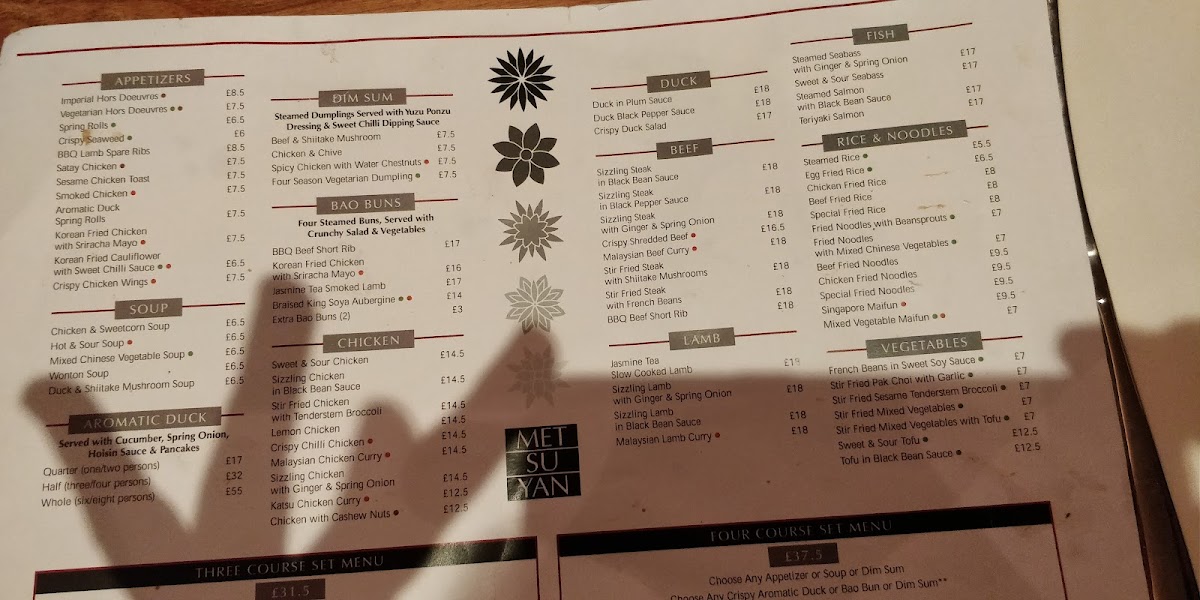 APPETIZERS
Imperial Hors Doeuvres £8.5
Vegetarian Hors Doeuvres £7.5
Spring Rolls £6.5
Crispy Seaweed £6
BBQ Lamb Spare Ribs £8.5
Satay Chicken £7.5
Sesame Chicken Toast £7.5
Smoked Chicken £7.5
Aromatic Duck
Spring Rolls £7.5
Korean Fried Chicken
with Sriracha Mayo £7.5
Korean Fried Cauliflower
with Sweet Chilli Sauce £6.5
Crispy Chicken Wings £7.5
SOUP
Chicken & Sweetcorn Soup £6.5
Hot & Sour Soup £6.5
Mixed Chinese Vegetable Soup £6.5
Wonton Soup £6.5
Duck & Shiitake Mushroom Soup £6.5
AROMATIC DUCK
Served with Cucumber, Spring Onion,
Hoisin Sauce & Pancakes
Quarter (one/two persons) £17
Half (three/four persons) £32
Whole (six/eight persons) £55
DIM SUM
Steamed Dumplings Served with Yuzu Ponzu
Dressing & Sweet Chilli Dipping Sauce
Beef & Shiitake Mushroom £7.5
Chicken & Chive £7.5
Spicy Chicken with Water Chestnuts £7.5
Four Season Vegetarian Dumpling £7.5
BAO BUNS
Four Steamed Buns, Served with
Crunchy Salad & Vegetables
BBQ Beef Short Rib £17
Korean Fried Chicken
with Sriracha Mayo £16
Jasmine Tea Smoked Lamb £17
Braised King Soya Aubergine £14
Extra Bao Buns (2) £3
CHICKEN
Sweet & Sour Chicken £14.5
Sizzling Chicken
in Black Bean Sauce £14.5
Stir Fried Chicken
with Tenderstem Broccoli £14.5
Lemon Chicken £14.5
Crispy Chilli Chicken £14.5
Malaysian Chicken Curry £14.5
Sizzling Chicken
with Ginger & Spring Onion £14.5
Katsu Chicken Curry £12.5
Chicken with Cashew Nuts £12.5
MET
SU
YAN
DUCK
Duck in Plum Sauce £18
Duck Black Pepper Sauce £18
Crispy Duck Salad £17
BEEF
Sizzling Steak
in Black Bean Sauce £18
Sizzling Steak
in Black Pepper Sauce £18
Sizzling Steak
with Ginger & Spring Onion £18
Crispy Shredded Beef £16.5
Malaysian Beef Curry £18
Stir Fried Steak
with Shiitake Mushrooms £18
Stir Fried Steak
with French Beans £18
BBQ Beef Short Rib £18
LAMB
Jasmine Tea
Slow Cooked Lamb
Sizzling Lamb
with Ginger & Spring Onion £18
Sizzling Lamb
in Black Bean Sauce £18
Malaysian Lamb Curry £18
FISH
Steamed Seabass
with Ginger & Spring Onion £17
Sweet & Sour Seabass £17
Steamed Salmon
with Black Bean Sauce £17
Teriyaki Salmon £17
RICE & NOODLES
Steamed Rice £5.5
Egg Fried Rice £6.5
Chicken Fried Rice £8
Beef Fried Rice £8
Special Fried Rice £8
Fried Noodles with Beansprouts £7
Fried Noodles
with Mixed Chinese Vegetables £7
Beef Fried Noodles £9.5
Chicken Fried Noodles £9.5
Special Fried Noodles £9.5
Singapore Maifun £9.5
Mixed Vegetable Maifun £7
VEGETABLES
French Beans in Sweet Soy Sauce £7
Stir Fried Pak Choi with Garlic £7
Stir Fried Sesame Tenderstem Broccoli £7
Stir Fried Mixed Vegetables £7
Stir Fried Mixed Vegetables with Tofu £7
Sweet & Sour Tofu £12.5
Tofu in Black Bean Sauce £12.5
THREE COURSE SET MENU
£31.5
FOUR COURSE SET MENU
£37.5
Choose Any Appetizer or Soup or Dim Sum
Choose Any Crispy Aromatic Duck or Bao Bun or Dim Sum**